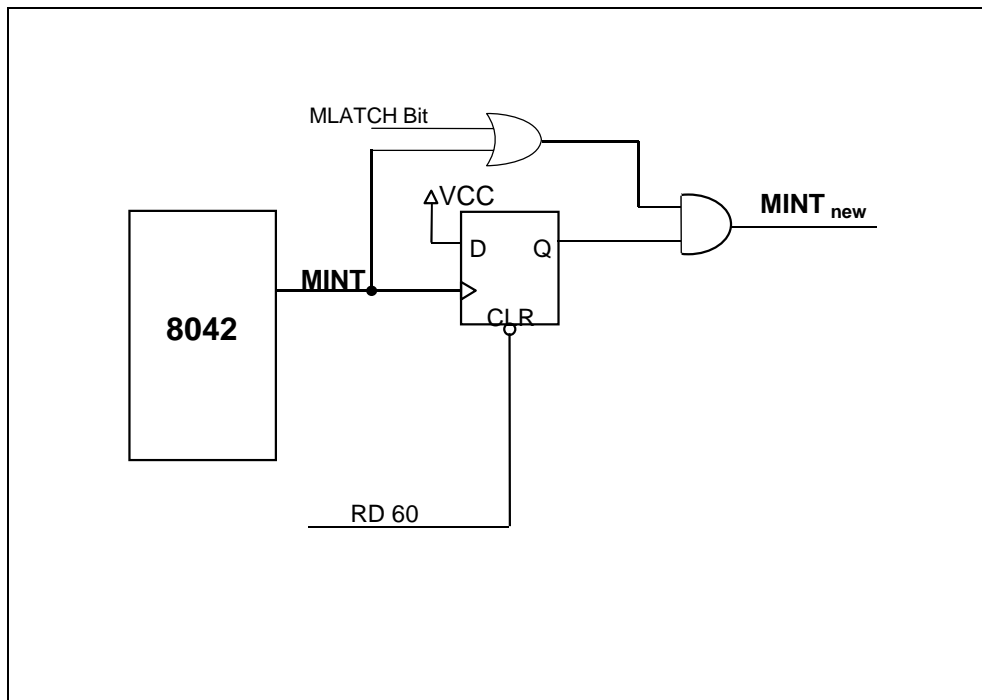 MLATCH Bit
VCC
MINT new
D Q
MINT
CLR
8042
RD 60